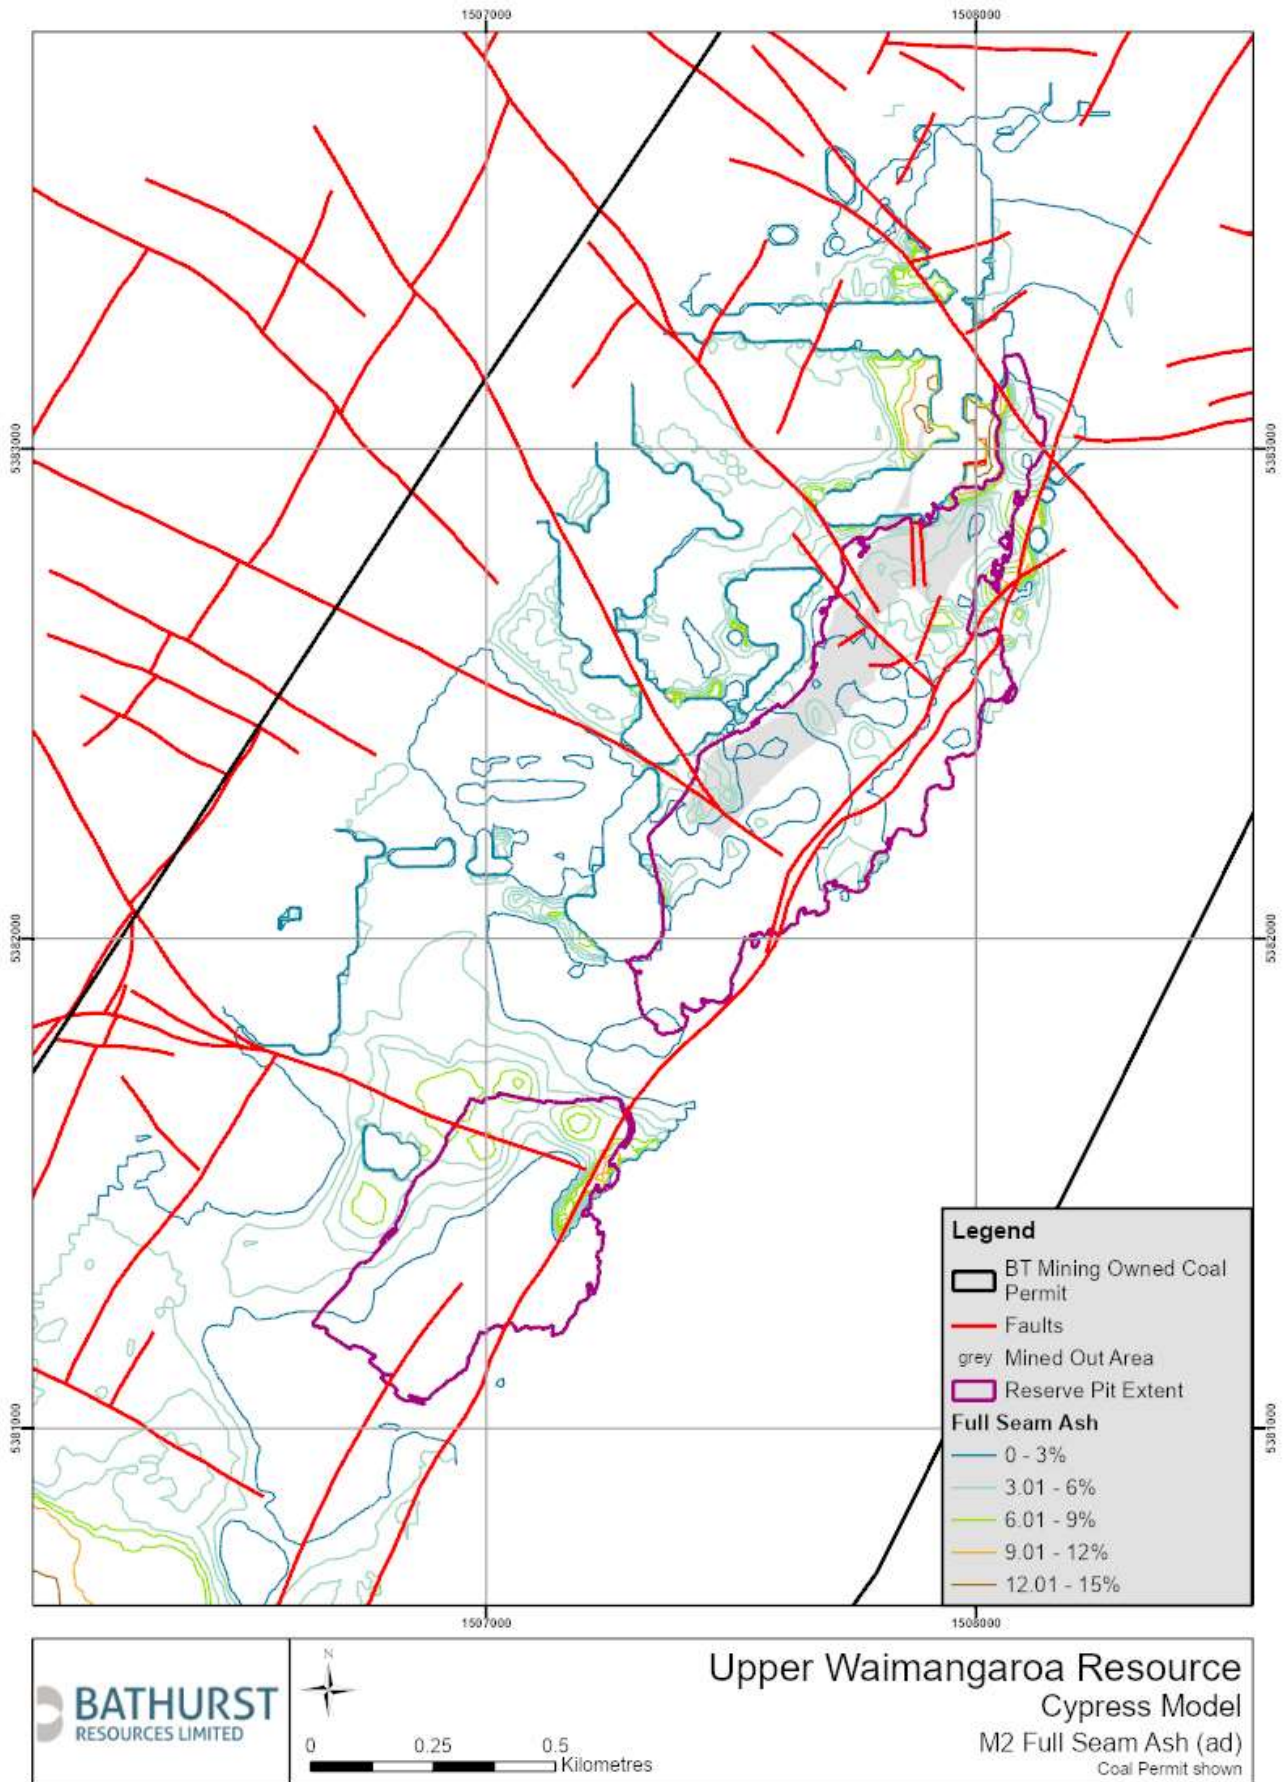 1507000
1508000
5383000
5383000
5382000
5382000
5381000
5381000
Legend
BT Mining Owned Coal
Permit
Faults
grey Mined Out Area
Reserve Pit Extent
Full Seam Ash
0 - 3%
3.01 - 6%
6.01 - 9%
9.01 - 12%
12.01 - 15%
1507000
1508000
BATHURST
RESOURCES LIMITED
N
0 0.25 0.5
Kilometres
Upper Waimangaroa Resource
Cypress Model
M2 Full Seam Ash (ad)
Coal Permit shown